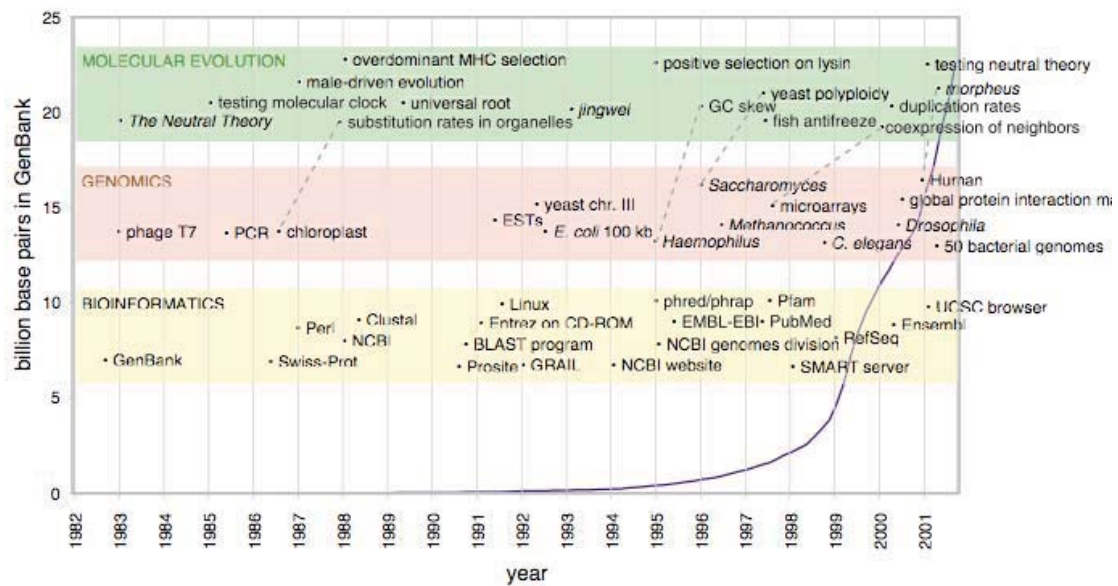 25
20
15
10
5
0
billion base pairs in GenBank
MOLECULAR EVOLUTION
overdominant MHC selection
positive selection on lysin
testing neutral theory
male-driven evolution
yeast polyploidy
morpheus
testing molecular clock
universal root
jingwei
GC skew
duplication rates
The Neutral Theory
substitution rates in organelles
fish antifreeze
coexpression of neighbors
GENOMICS
Saccharomyces
Human
yeast chr. III
microarrays
global protein interaction ma
ESTs
Methanococcus
Drosophila
phage T7
PCR
chloroplast
E. coli 100 kb
Haemophilus
C. elegans
50 bacterial genomes
BIOINFORMATICS
Linux
phred/phrap
Pfam
UCSC browser
Perl
Clustal
Entrez on CD-ROM
EMBL-EBI
PubMed
Ensembl
NCBI
BLAST program
NCBI genomes division
RefSeq
GenBank
Swiss-Prot
Prosite
GRAIL
NCBI website
SMART server
1982
1983
1984
1985
1986
1987
1988
1989
1990
1991
1992
1993
1994
1995
1996
1997
1998
1999
2000
2001
year